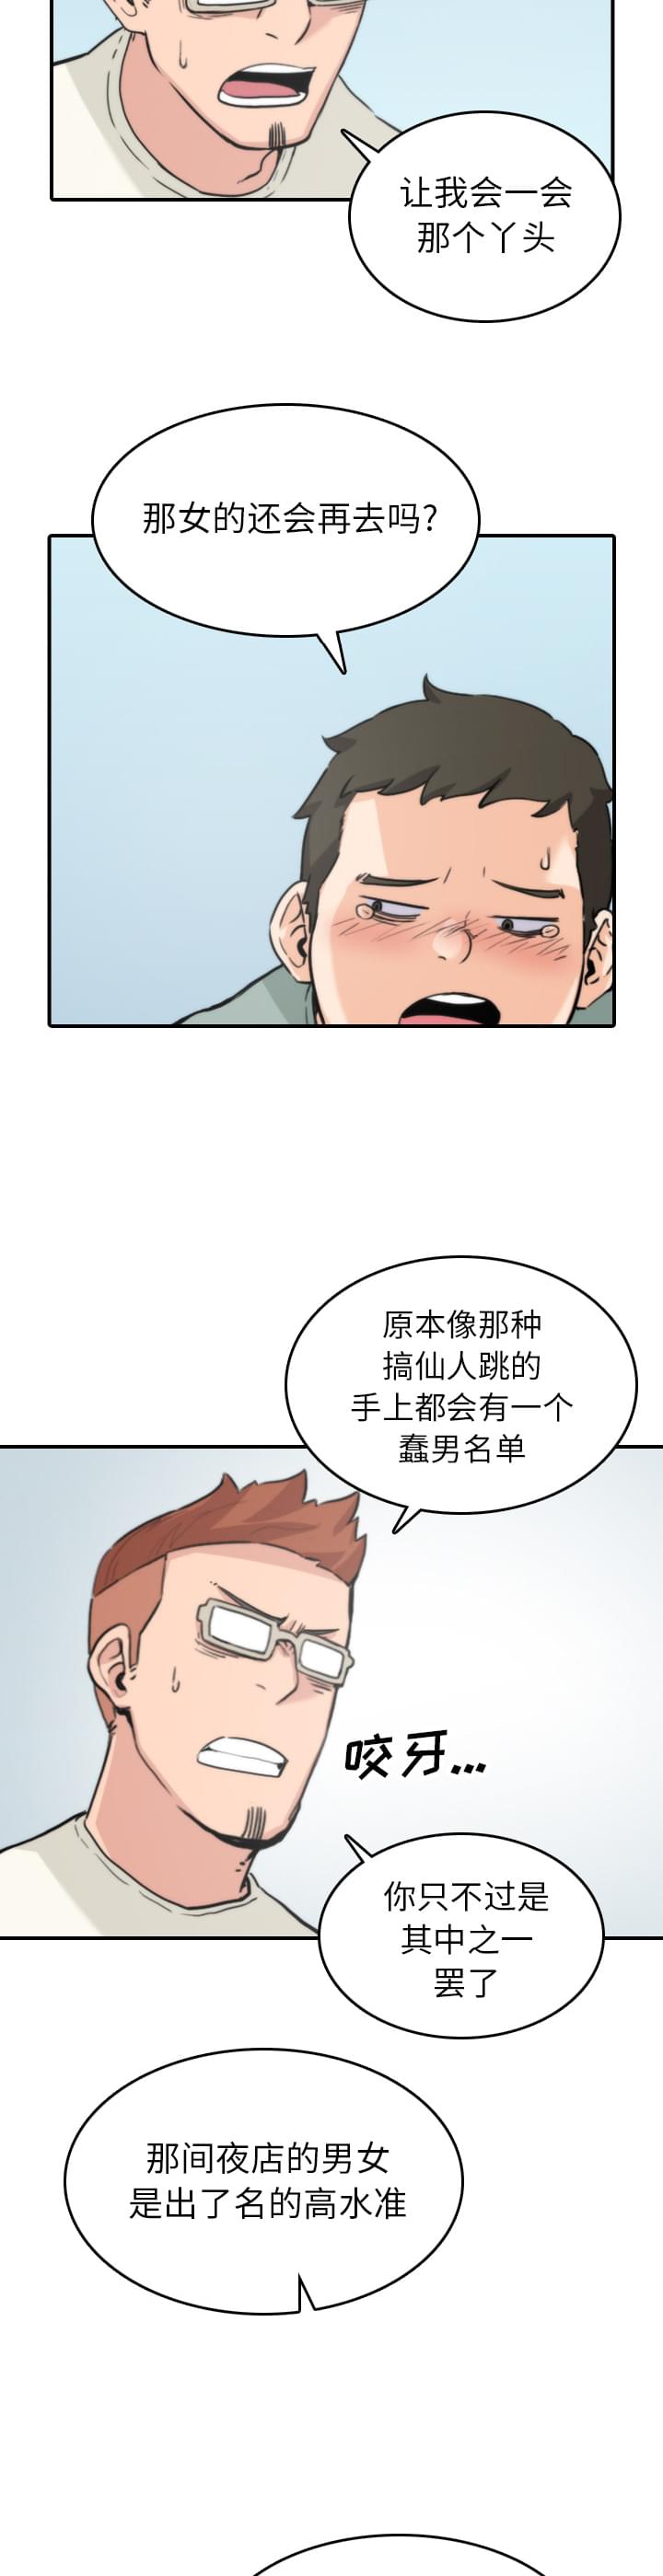 让我会一会
那个丫头
那女的还会再去吗?
原本像那种
搞仙人跳的
手上都会有一个
蠢男名单
咬牙...
你只不过是
其中之一
罢了
那间夜店的男女
是出了名的高水准